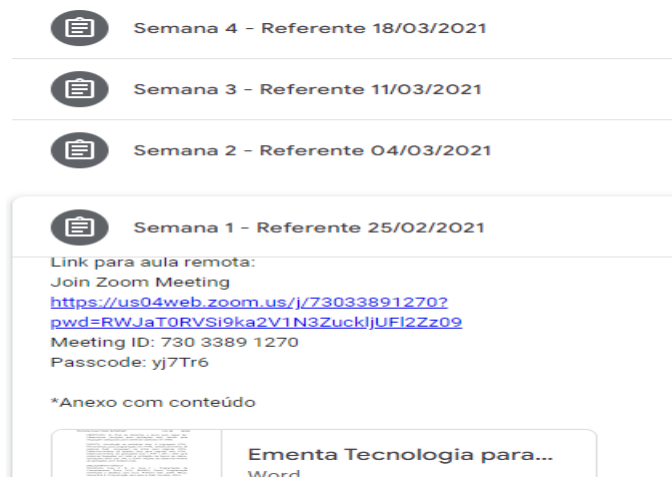 Semana 4 - Referente 18/03/2021
Semana 3 - Referente 11/03/2021
Semana 2 - Referente 04/03/2021
Semana 1 - Referente 25/02/2021
Link para aula remota:
Join Zoom Meeting
https://us04web.zoom.us/j/73033891270?
pwd=RWJaT0RVSi9ka2V1N3ZuckljUFl2Zz09
Meeting ID: 730 3389 1270
Passcode: yj7Tr6
*Anexo com conteúdo
Ementa Tecnologia para...
Word